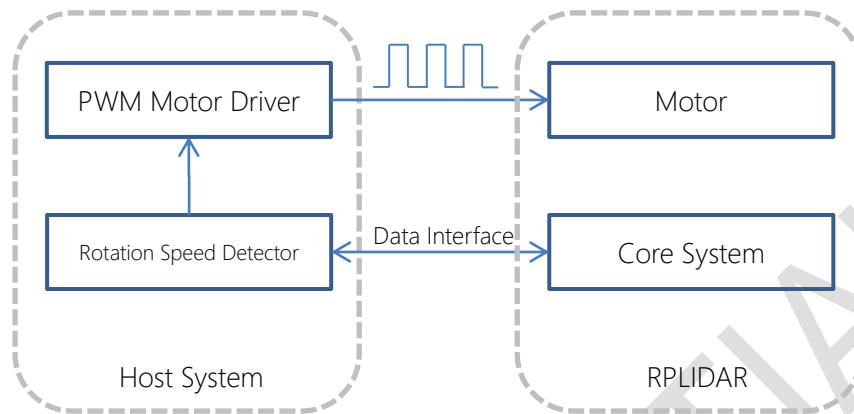 PWM Motor Driver
Motor
Rotation Speed Detector
Data Interface
Core System
Host System
RPLIDAR